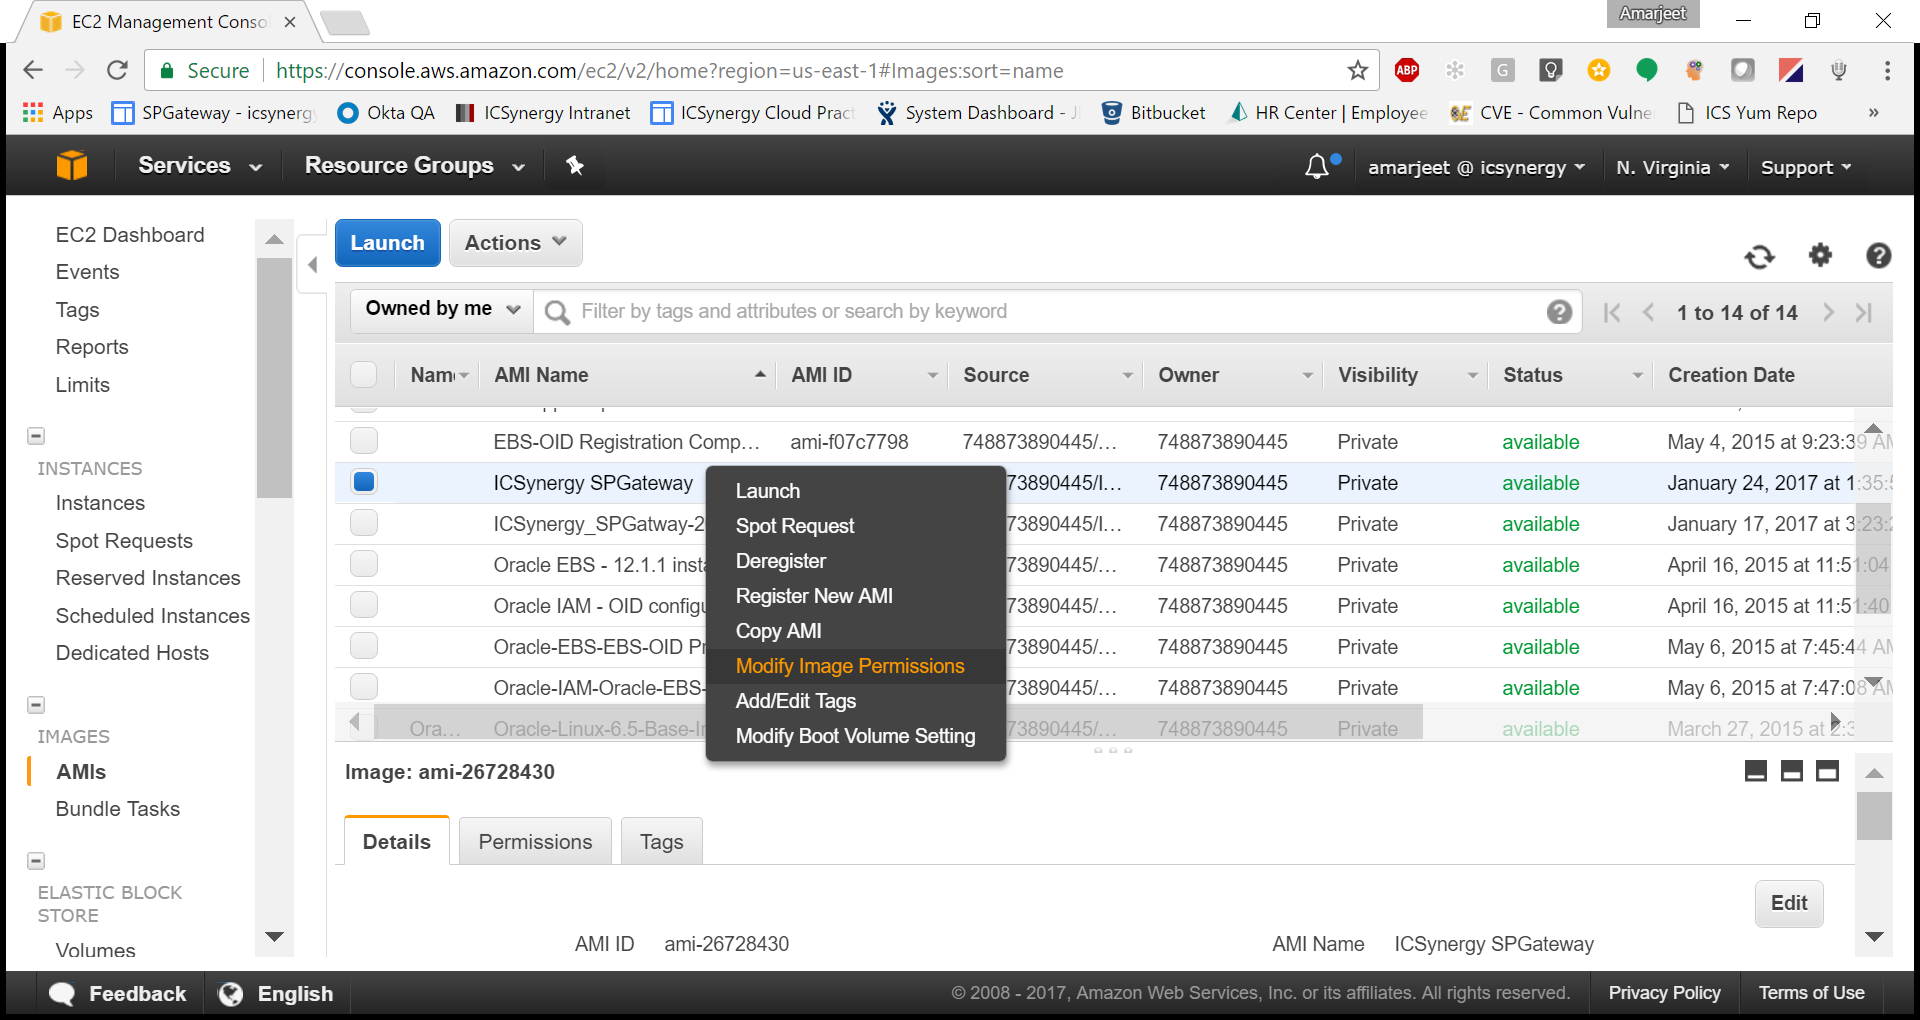 EC2 Management Conso
Amarjeet
Secure https://console.aws.amazon.com/ec2/v2/home?region=us-east-1#Images:sort=name
ABP
G
Apps SPGateway - icsynergy Okta QA ICSynergy Intranet ICSynergy Cloud Pract System Dashboard - JI Bitbucket HR Center | Employee CVE - Common Vulne ICS Yum Repo »
Services Resource Groups amarjeet @ icsynergy N. Virginia Support
EC2 Dashboard
Events
Tags
Reports
Limits
INSTANCES
Instances
Spot Requests
Reserved Instances
Scheduled Instances
Dedicated Hosts
IMAGES
AMIs
Bundle Tasks
ELASTIC BLOCK
STORE
Volumes
Launch Actions
Owned by me Filter by tags and attributes or search by keyword ? 1 to 14 of 14
Nam AMI Name AMI ID Source Owner Visibility Status Creation Date
EBS-OID Registration Comp... ami-f07c7798 748873890445/... 748873890445 Private available May 4, 2015 at 9:23:39 AM
ICSynergy SPGateway 73890445/I... 748873890445 Private available January 24, 2017 at 1:35:5
ICSynergy_SPGatway-2 73890445/I... 748873890445 Private available January 17, 2017 at 3:23:2
Oracle EBS - 12.1.1 insta 73890445/... 748873890445 Private available April 16, 2015 at 11:51:04
Oracle IAM - OID configu 73890445/... 748873890445 Private available April 16, 2015 at 11:51:40
Oracle-EBS-EBS-OID Pr 73890445/... 748873890445 Private available May 6, 2015 at 7:45:44 AM
Oracle-IAM-Oracle-EBS- 73890445/... 748873890445 Private available May 6, 2015 at 7:47:08 AM
Ora... Oracle-Linux-6.5-Base-In 73890445/... 748873890445 Private available March 27, 2015 at 2:3
Launch
Spot Request
Deregister
Register New AMI
Copy AMI
Modify Image Permissions
Add/Edit Tags
Modify Boot Volume Setting
Image: ami-26728430
Details Permissions Tags
Edit
AMI ID ami-26728430 AMI Name ICSynergy SPGateway
Feedback English © 2008 - 2017, Amazon Web Services, Inc. or its affiliates. All rights reserved. Privacy Policy Terms of Use